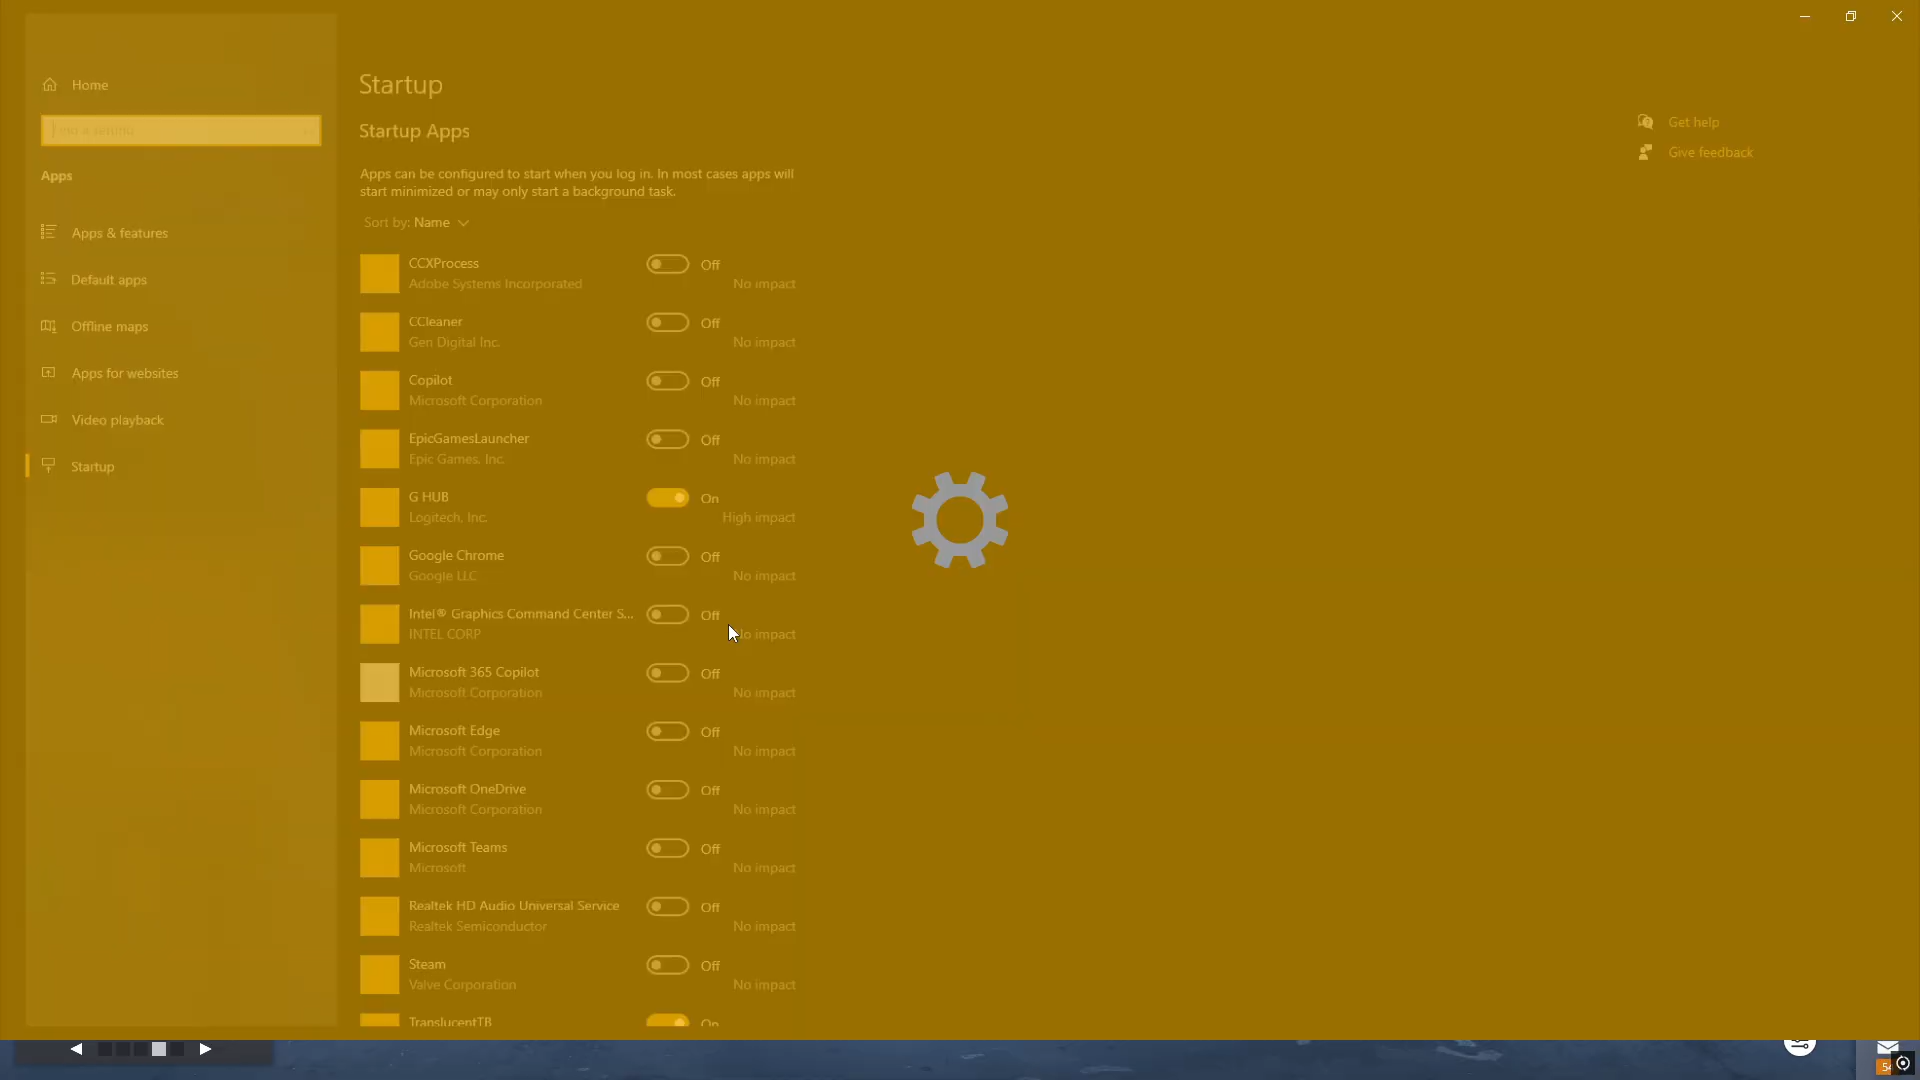 Home
Find a setting
Apps
Apps & features
Default apps
Offline maps
Apps for websites
Video playback
Startup
Startup
Startup Apps
Apps can be configured to start when you log in. In most cases apps will
start minimized or may only start a background task.
Sort by: Name
CCXProcess
Off
Adobe Systems Incorporated
No impact
CCleaner
Off
Gen Digital Inc.
No impact
Copilot
Off
Microsoft Corporation
No impact
EpicGamesLauncher
Off
Epic Games, Inc.
No impact
G HUB
On
Logitech, Inc.
High impact
Google Chrome
Off
Google LLC
No impact
Intel® Graphics Command Center S...
Off
INTEL CORP
No impact
Microsoft 365 Copilot
Off
Microsoft Corporation
No impact
Microsoft Edge
Off
Microsoft Corporation
No impact
Microsoft OneDrive
Off
Microsoft Corporation
No impact
Microsoft Teams
Off
Microsoft
No impact
Realtek HD Audio Universal Service
Off
Realtek Semiconductor
No impact
Steam
Off
Valve Corporation
No impact
TranslucentTB
On
Get help
Give feedback